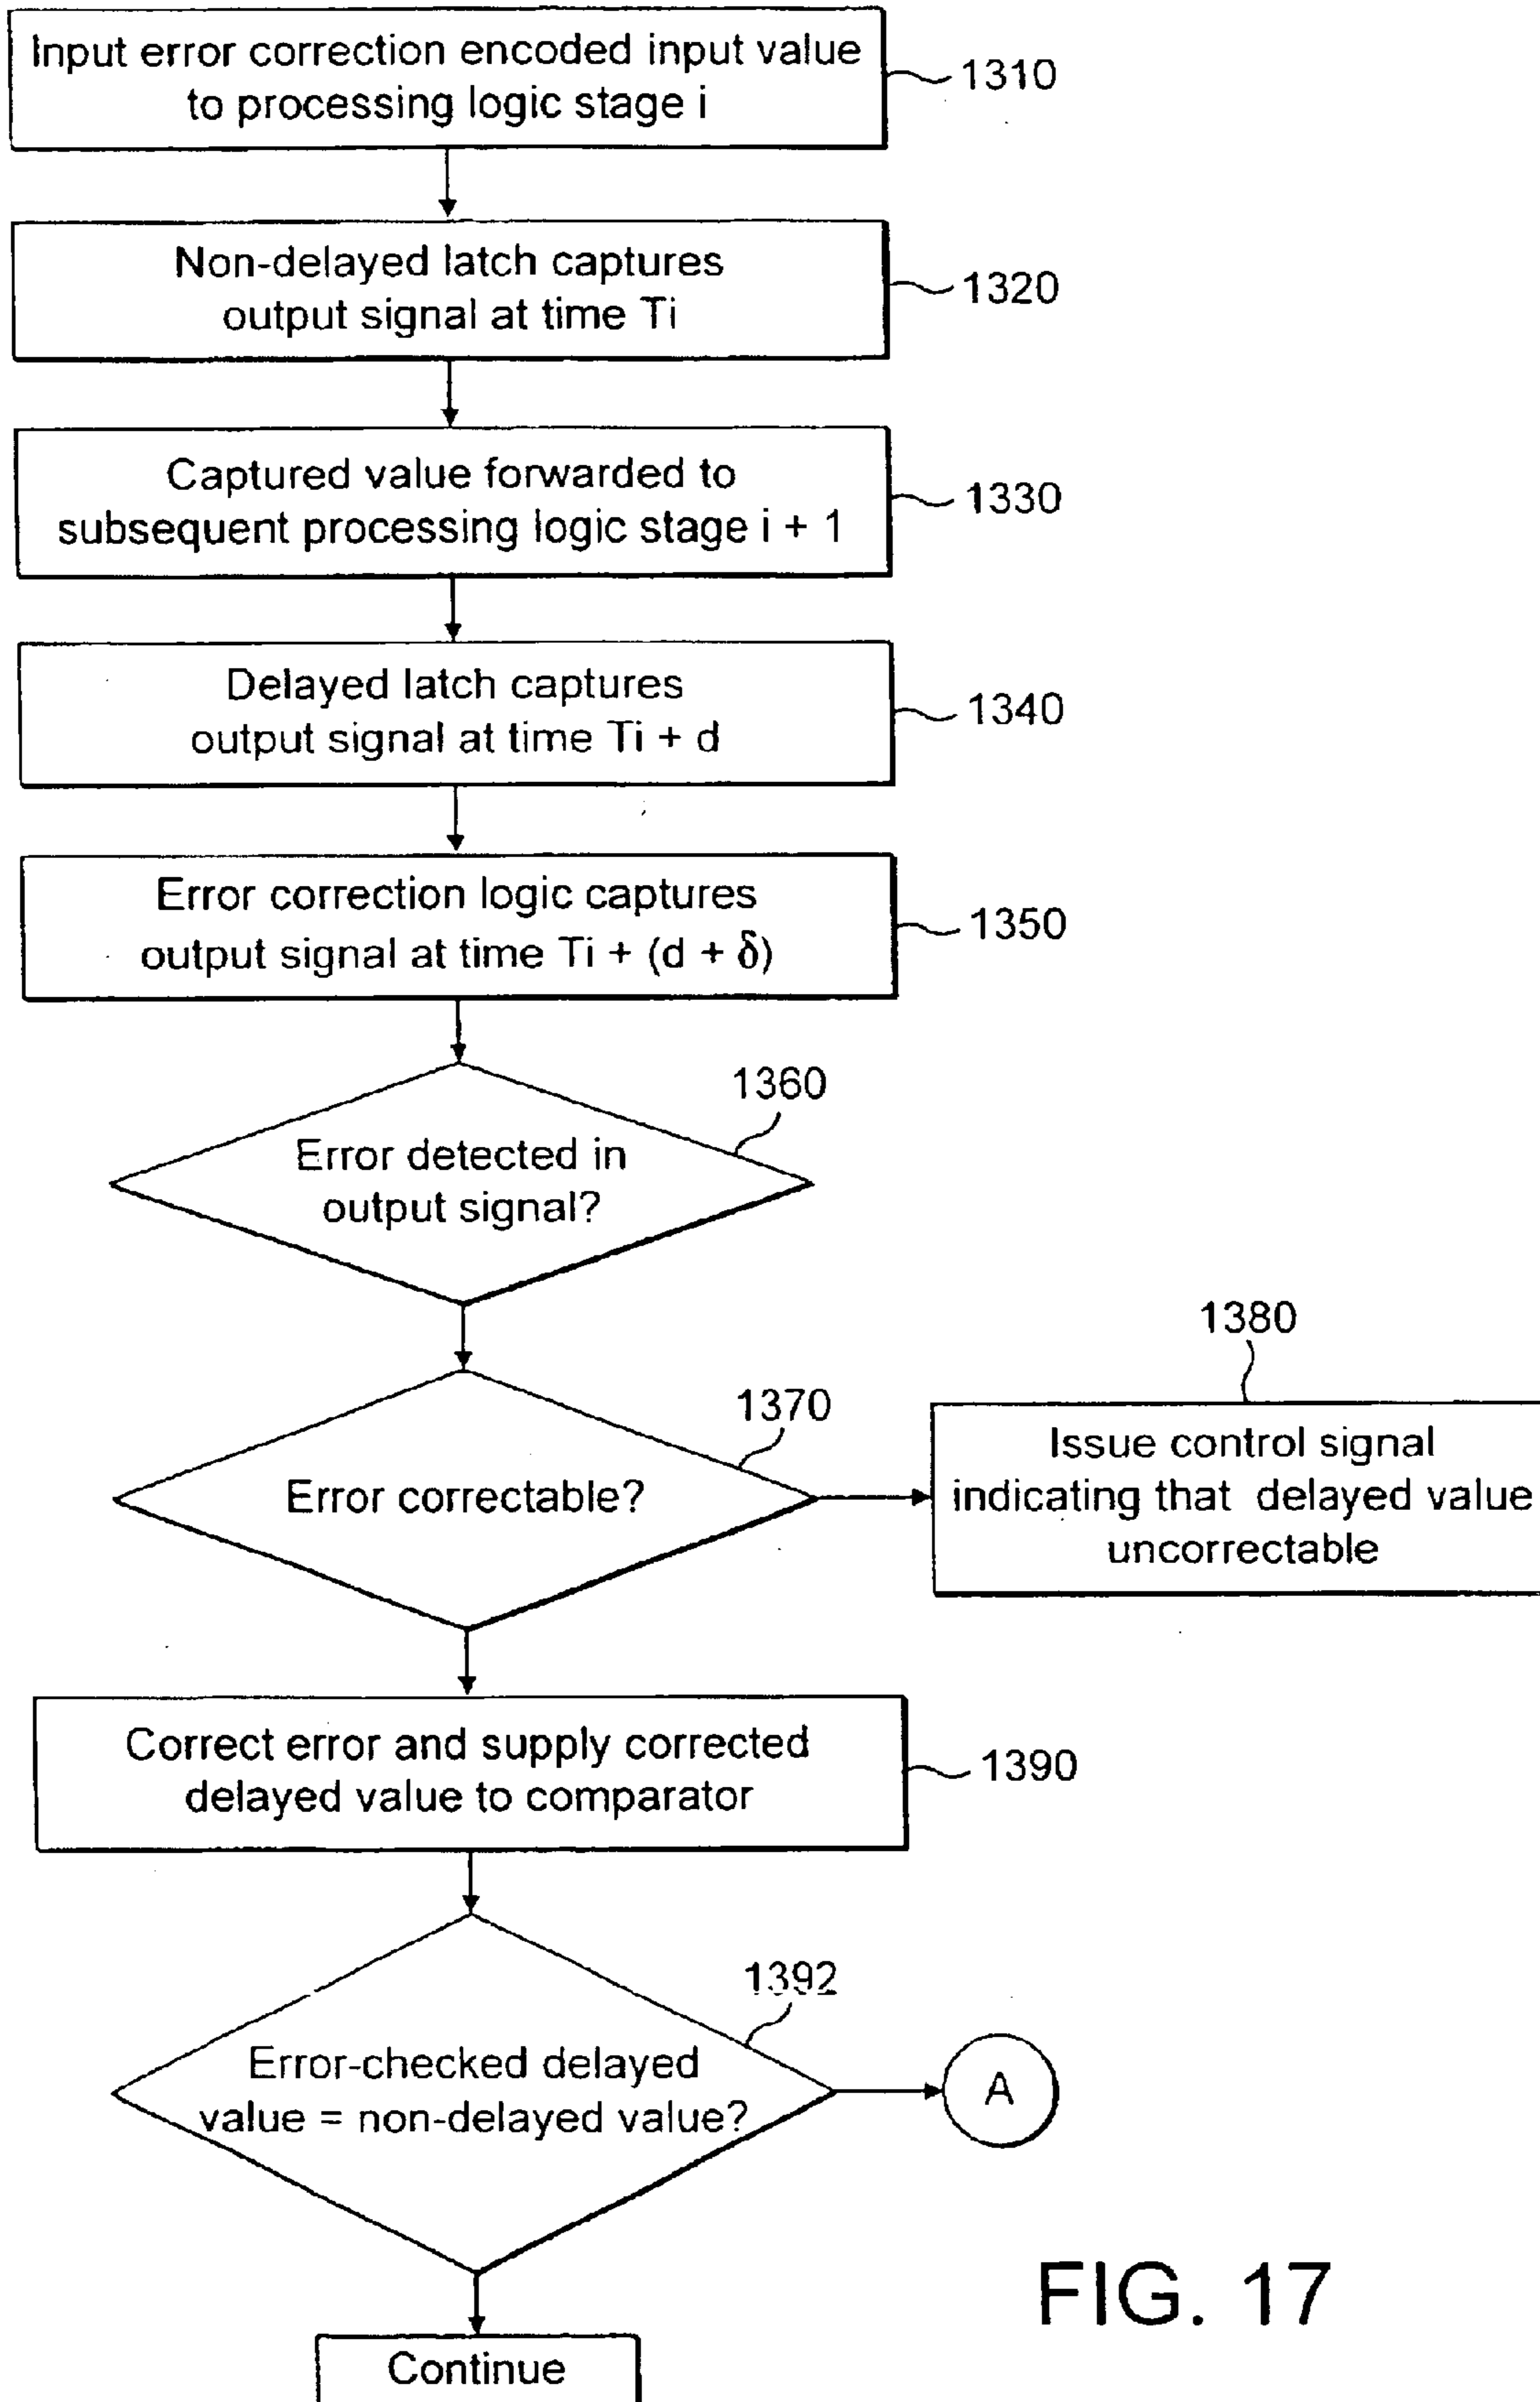 Input error correction encoded input value
to processing logic stage i
1310
Non-delayed latch captures
output signal at time Ti
1320
Captured value forwarded to
subsequent processing logic stage i + 1
1330
Delayed latch captures
output signal at time Ti + d
1340
Error correction logic captures
output signal at time Ti + (d + δ)
1350
1360
Error detected in
output signal?
1370
Error correctable?
1380
Issue control signal
indicating that delayed value
uncorrectable
Correct error and supply corrected
delayed value to comparator
1390
1392
Error-checked delayed
value = non-delayed value?
A
Continue
FIG. 17